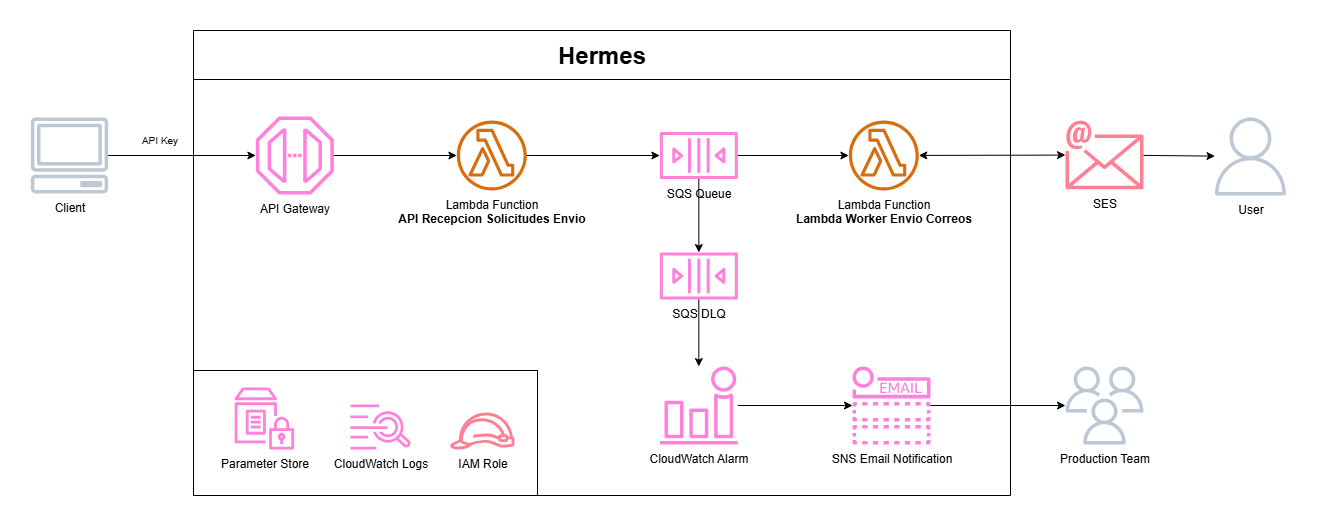 Hermes
API Key
@
Client
API Gateway
Lambda Function
API Recepcion Solicitudes Envio
SQS Queue
Lambda Function
Lambda Worker Envio Correos
SES
User
SQS DLQ
EMAIL
Parameter Store
CloudWatch Logs
IAM Role
CloudWatch Alarm
SNS Email Notification
Production Team